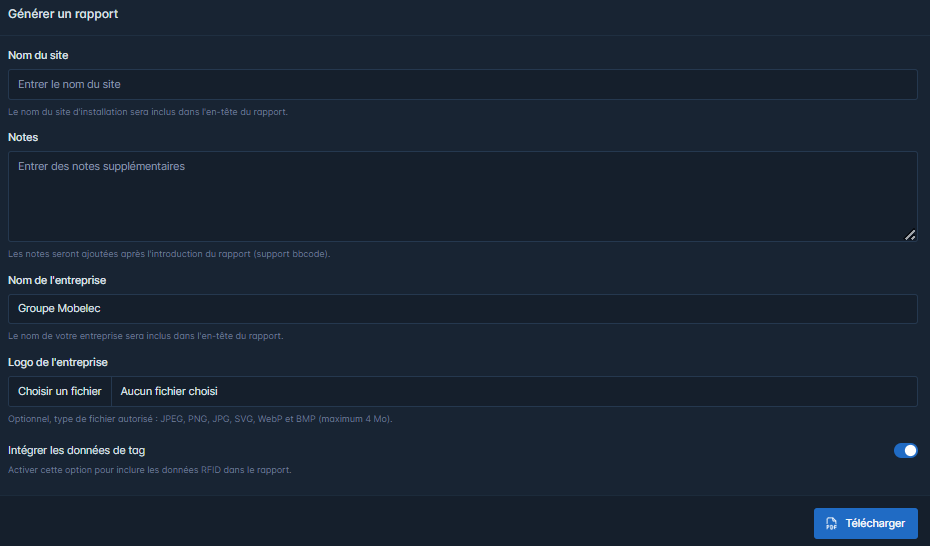 Générer un rapport
Nom du site
Entrer le nom du site
Le nom du site d'installation sera inclus dans l'en-tête du rapport.
Notes
Entrer des notes supplémentaires
Les notes seront ajoutées après l'introduction du rapport (support bbcode).
Nom de l'entreprise
Groupe Mobelec
Le nom de votre entreprise sera inclus dans l'en-tête du rapport.
Logo de l'entreprise
Choisir un fichier Aucun fichier choisi
Optionnel, type de fichier autorisé : JPEG, PNG, JPG, SVG, WebP et BMP (maximum 4 Mo).
Intégrer les données de tag
Activer cette option pour inclure les données RFID dans le rapport.
PDF Télécharger